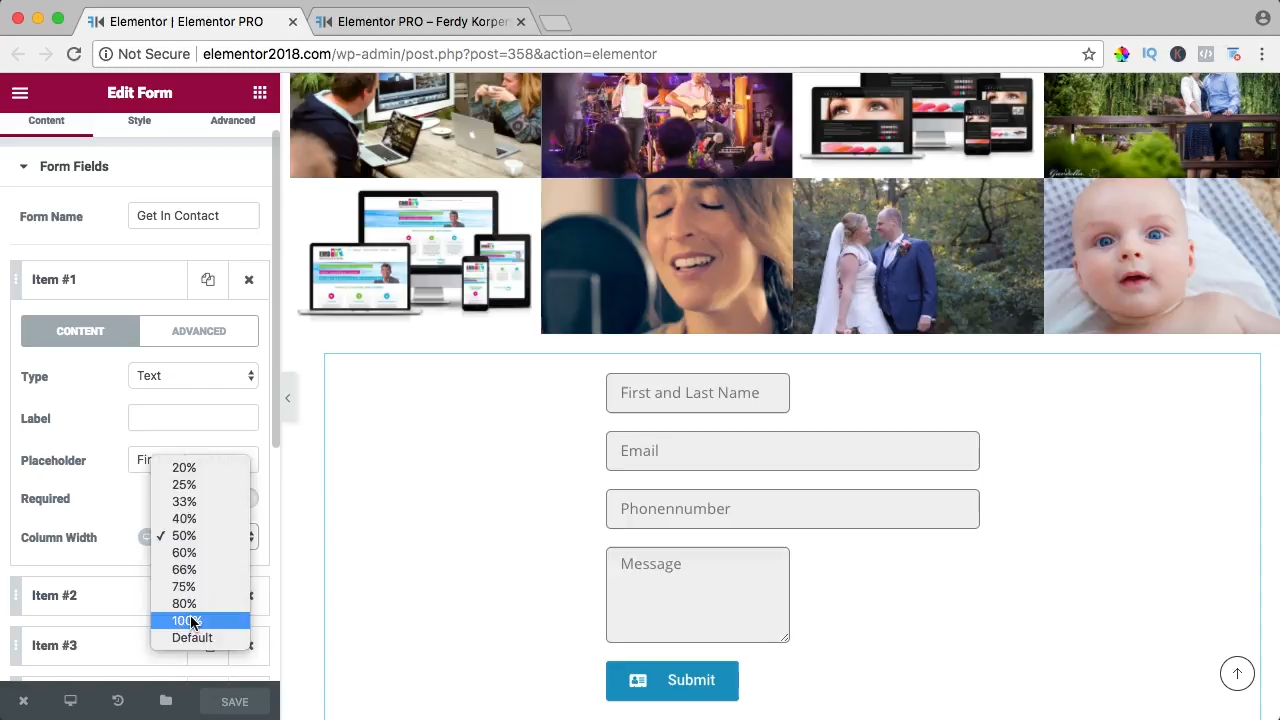 Elementor | Elementor PRO
Elementor PRO – Ferdy Korper
Not Secure
elementor2018.com/wp-admin/post.php?post=358&action=elementor
Edit Form
Content
Style
Advanced
Form Fields
Form Name
Get In Contact
Item #1
CONTENT
ADVANCED
Type
Text
Label
Placeholder
Fir
Required
Column Width
20%
25%
33%
40%
✓ 50%
60%
66%
75%
80%
100%
Default
Item #2
Item #3
SAVE
First and Last Name
Email
Phonennumber
Message
Submit